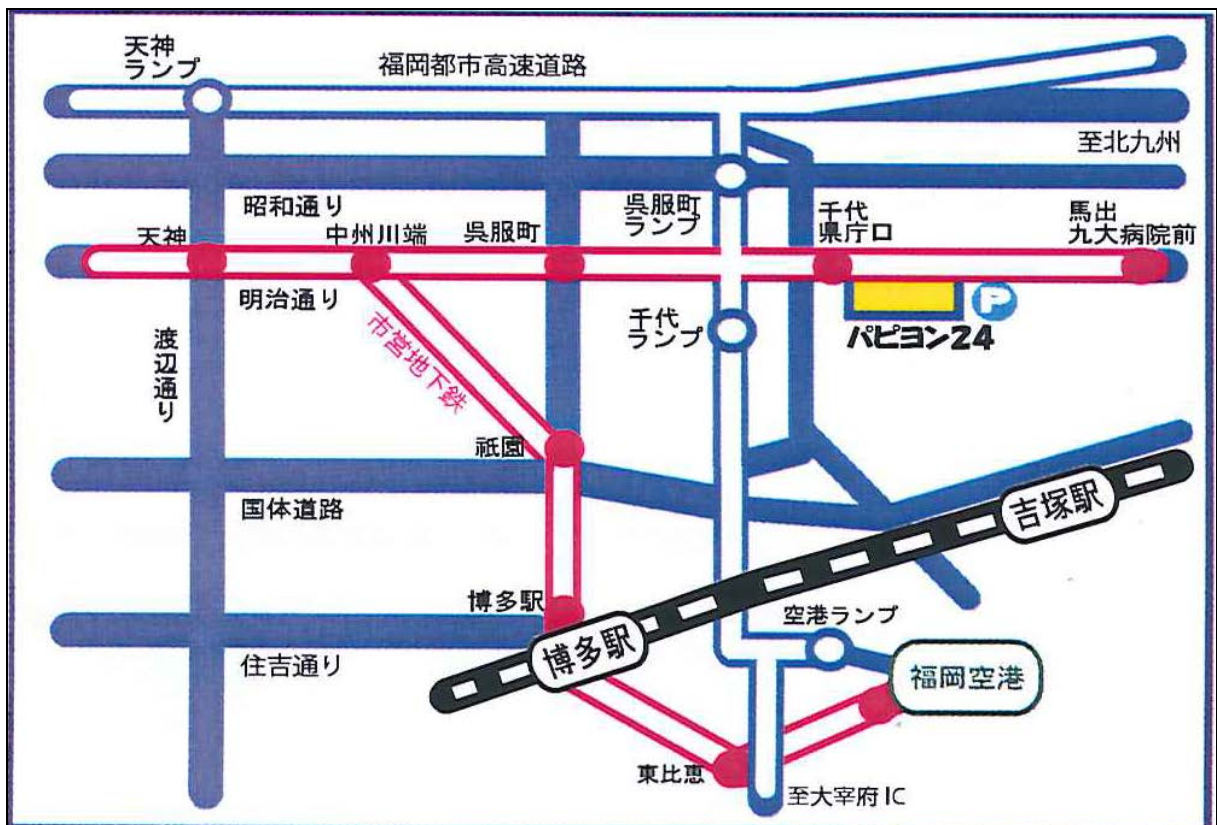 天神
ランプ
福岡都市高速道路
至北九州
昭和通り
呉服町
ランプ
千代
県庁口
馬出
九大病院前
天神
中州川端
呉服町
明治通り
千代
ランプ
P
パピヨン24
渡辺通り
市営地下鉄
祇園
国体道路
吉塚駅
博多駅
博多駅
空港ランプ
住吉通り
福岡空港
東比恵
至大宰府IC